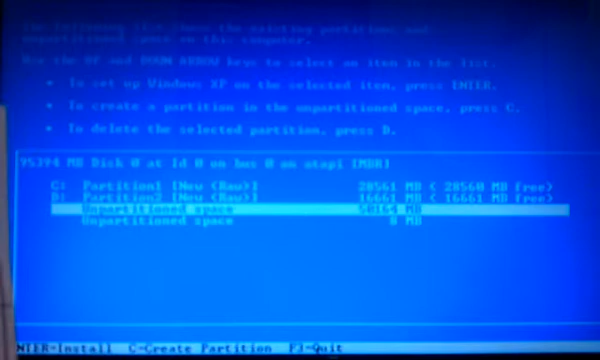 The following list shows the existing partitions and
unpartitioned space on this computer.
Use the UP and DOWN ARROW keys to select an item in the list.
• To set up Windows XP on the selected item, press ENTER.
• To create a partition in the unpartitioned space, press C.
• To delete the selected partition, press D.
95394 MB Disk 0 at Id 0 on bus 0 on atapi [MBR]
C: Partition1 [New (Raw)] 28561 MB ( 28560 MB free)
D: Partition2 [New (Raw)] 16661 MB ( 16661 MB free)
Unpartitioned space 50164 MB
Unpartitioned space 8 MB
NTER=Install C=Create Partition F3=Quit